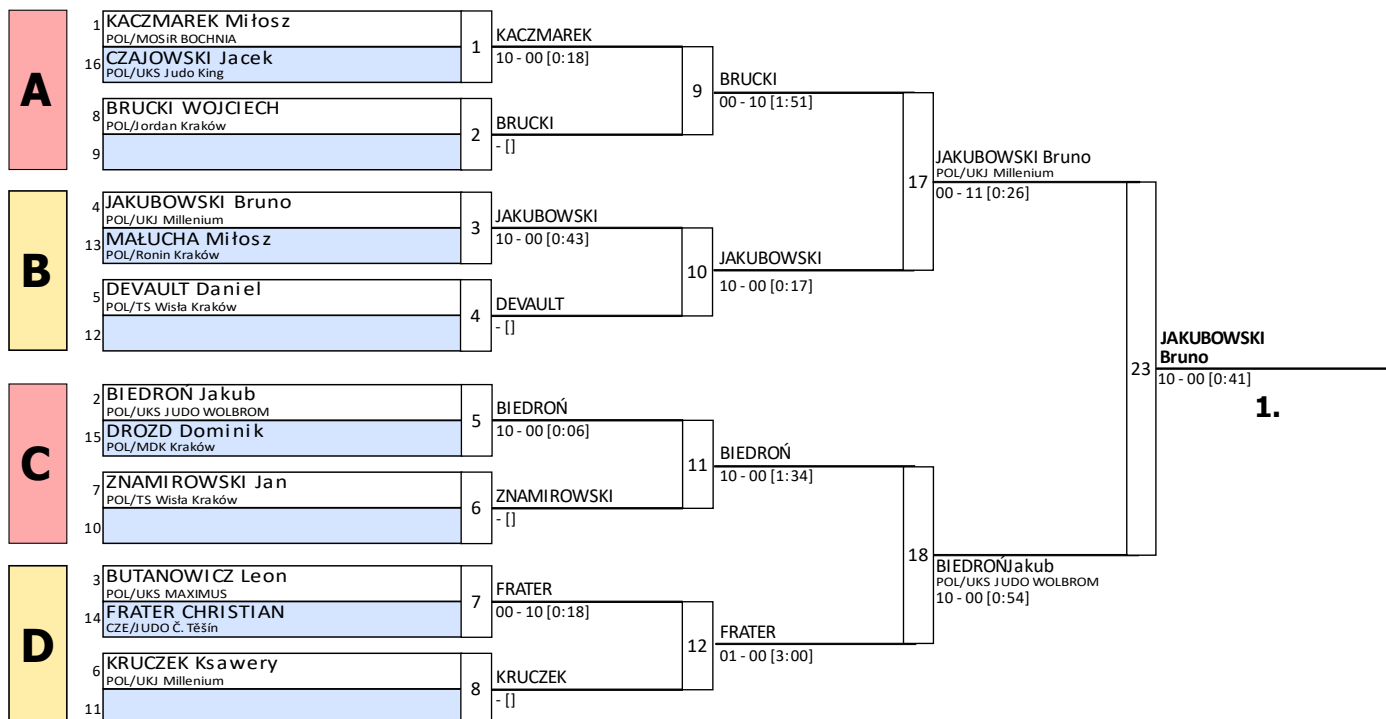 A
1 KACZMAREK Miłosz
POL/MOSiR BOCHNIA
16 CZAJOWSKI Jacek
POL/UKS Judo King
1
KACZMAREK
10 - 00 [0:18]
8 BRUCKI WOJCIECH
POL/Jordan Kraków
9
2
BRUCKI
- []
9
BRUCKI
00 - 10 [1:51]
B
4 JAKUBOWSKI Bruno
POL/UKJ Millenium
13 MAŁUCHA Miłosz
POL/Ronin Kraków
3
JAKUBOWSKI
10 - 00 [0:43]
5 DEVAULT Daniel
POL/TS Wisła Kraków
12
4
DEVAULT
- []
10
JAKUBOWSKI
10 - 00 [0:17]
17
JAKUBOWSKI Bruno
POL/UKJ Millenium
00 - 11 [0:26]
C
2 BIEDROŃ Jakub
POL/UKS JUDO WOLBROM
15 DROZD Dominik
POL/MDK Kraków
5
BIEDROŃ
10 - 00 [0:06]
7 ZNAMIROWSKI Jan
POL/TS Wisła Kraków
10
6
ZNAMIROWSKI
- []
11
BIEDROŃ
10 - 00 [1:34]
D
3 BUTANOWICZ Leon
POL/UKS MAXIMUS
14 FRATER CHRISTIAN
CZE/JUDO Č. Těšín
7
FRATER
00 - 10 [0:18]
6 KRUCZEK Ksawery
POL/UKJ Millenium
11
8
KRUCZEK
- []
12
FRATER
01 - 00 [3:00]
18
BIEDROŃJakub
POL/UKS JUDO WOLBROM
10 - 00 [0:54]
23
JAKUBOWSKI
Bruno
10 - 00 [0:41]
1.